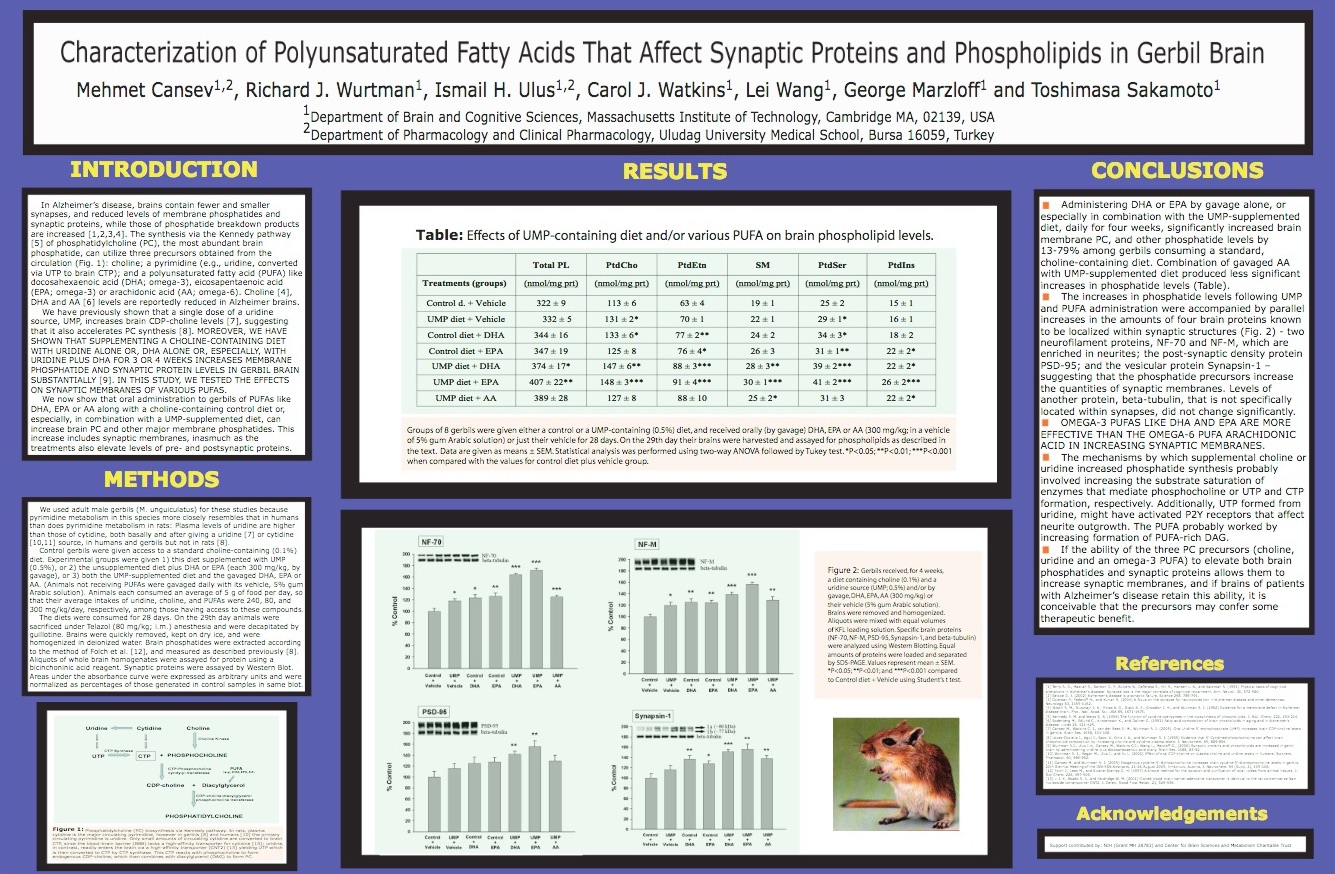 Characterization of Polyunsaturated Fatty Acids That Affect Synaptic Proteins and Phospholipids in Gerbil Brain
Mehmet Cansev1,2, Richard J. Wurtman1, Ismail H. Ulus1,2, Carol J. Watkins1, Lei Wang1, George Marzloff1 and Toshimasa Sakamoto1
1Department of Brain and Cognitive Sciences, Massachusetts Institute of Technology, Cambridge MA, 02139, USA
2Department of Pharmacology and Clinical Pharmacology, Uludag University Medical School, Bursa 16059, Turkey
INTRODUCTION
In Alzheimer's disease, brains contain fewer and smaller
synapses, and reduced levels of membrane phosphatides and
synaptic proteins, while those of phosphatide breakdown products
are increased [1,2,3,4]. The synthesis via the Kennedy pathway
[5] of phosphatidylcholine (PC), the most abundant brain
phosphatide, can utilize three precursors obtained from the
circulation (Fig. 1): choline; a pyrimidine (e.g., uridine, converted
via UTP to brain CTP); and a polyunsaturated fatty acid (PUFA) like
docosahexaenoic acid (DHA; omega-3), eicosapentaenoic acid
(EPA; omega-3) or arachidonic acid (AA; omega-6). Choline [4],
DHA and AA [6] levels are reportedly reduced in Alzheimer brains.
We have previously shown that a single dose of a uridine
source, UMP, increases brain CDP-choline levels [7], suggesting
that it also accelerates PC synthesis [8]. MOREOVER, WE HAVE
SHOWN THAT SUPPLEMENTING A CHOLINE-CONTAINING DIET
WITH URIDINE ALONE OR, DHA ALONE OR, ESPECIALLY, WITH
URIDINE PLUS DHA FOR 3 OR 4 WEEKS INCREASES MEMBRANE
PHOSPHATIDE AND SYNAPTIC PROTEIN LEVELS IN GERBIL BRAIN
SUBSTANTIALLY [9]. IN THIS STUDY, WE TESTED THE EFFECTS
ON SYNAPTIC MEMBRANES OF VARIOUS PUFAS.
We now show that oral administration to gerbils of PUFAs like
DHA, EPA or AA along with a choline-containing control diet or,
especially, in combination with a UMP-supplemented diet, can
increase brain PC and other major membrane phosphatides. This
increase includes synaptic membranes, inasmuch as the
treatments also elevate levels of pre- and postsynaptic proteins.
METHODS
We used adult male gerbils (M. unguiculatus) for these studies because
pyrimidine metabolism in this species more closely resembles that in humans
than does pyrimidine metabolism in rats: Plasma levels of uridine are higher
than those of cytidine, both basally and after giving a uridine [7] or cytidine
[10,11] source, in humans and gerbils but not in rats [8].
Control gerbils were given access to a standard choline-containing (0.1%)
diet. Experimental groups were given 1) this diet supplemented with UMP
(0.5%), or 2) the unsupplemented diet plus DHA or EPA (each 300 mg/kg, by
gavage), or 3) both the UMP-supplemented diet and the gavaged DHA, EPA or
AA. (Animals not receiving PUFAs were gavaged daily with its vehicle, 5% gum
Arabic solution). Animals each consumed an average of 5 g of food per day, so
that their average intakes of uridine, choline, and PUFAs were 240, 80, and
300 mg/kg/day, respectively, among those having access to these compounds.
The diets were consumed for 28 days. On the 29th day animals were
sacrificed under Telazol (80 mg/kg; i.m.) anesthesia and were decapitated by
guillotine. Brains were quickly removed, kept on dry ice, and were
homogenized in deionized water. Brain phosphatides were extracted according
to the method of Folch et al. [12], and measured as described previously [8].
Aliquots of whole brain homogenates were assayed for protein using a
bicinchoninic acid reagent. Synaptic proteins were assayed by Western Blot.
Areas under the absorbance curve were expressed as arbitrary units and were
normalized as percentages of those generated in control samples in same blot.
Uridine Cytidine Choline
Choline Kinase
CTP Synthase
UTP CTP + PHOSPHOCHOLINE
CTP:Phosphocholine
cytidylyltransferase
PUFA
CDP-choline + Diacylglycerol
CDP-choline:diacylglycerol
phosphotransferase
PHOSPHATIDYLCHOLINE
Figure 1: Phosphatidylcholine (PC) biosynthesis via Kennedy pathway.
RESULTS
Table: Effects of UMP-containing diet and/or various PUFA on brain phospholipid levels.
Total PL PtdCho PtdEtn SM PtdSer PtdIns
Treatments (groups) (nmol/mg prt) (nmol/mg prt) (nmol/mg prt) (nmol/mg prt) (nmol/mg prt) (nmol/mg prt)
Control d. + Vehicle 322 ± 9 113 ± 6 63 ± 4 19 ± 1 25 ± 2 15 ± 1
UMP diet + Vehicle 332 ± 5 131 ± 2* 70 ± 1 22 ± 1 29 ± 1* 16 ± 1
Control diet + DHA 344 ± 16 133 ± 6* 77 ± 2** 24 ± 2 34 ± 3* 18 ± 2
Control diet + EPA 347 ± 19 125 ± 8 76 ± 4* 26 ± 3 31 ± 1** 22 ± 2*
UMP diet + DHA 374 ± 17* 147 ± 6** 88 ± 3*** 28 ± 3** 39 ± 2*** 22 ± 2*
UMP diet + EPA 407 ± 22** 148 ± 3*** 91 ± 4*** 30 ± 1*** 41 ± 2*** 26 ± 2***
UMP diet + AA 389 ± 28 127 ± 8 88 ± 10 25 ± 2* 31 ± 3 22 ± 2*
Groups of 8 gerbils were given either a control or a UMP-containing (0.5%) diet, and received orally (by gavage) DHA, EPA or AA (300 mg/kg; in a vehicle
of 5% gum Arabic solution) or just their vehicle for 28 days. On the 29th day their brains were harvested and assayed for phospholipids as described in
the text. Data are given as means ± SEM. Statistical analysis was performed using two-way ANOVA followed by Tukey test. *P<0.05; **P<0.01; ***P<0.001
when compared with the values for control diet plus vehicle group.
NF-70
NF-70
beta-tubulin
% Control
200
180
160
140
120
100
80
60
40
20
0
* * ** *** *** **
Control + Vehicle
UMP + Vehicle
Control + DHA
Control + EPA
UMP + DHA
UMP + EPA
UMP + AA
NF-M
NF-M
beta-tubulin
% Control
200
180
160
140
120
100
80
60
40
20
0
* ** ** *** *** **
Control + Vehicle
UMP + Vehicle
Control + DHA
Control + EPA
UMP + DHA
UMP + EPA
UMP + AA
PSD-95
PSD-95
beta-tubulin
% Control
200
180
160
140
120
100
80
60
40
20
0
** **
Control + Vehicle
UMP + Vehicle
Control + DHA
Control + EPA
UMP + DHA
UMP + EPA
UMP + AA
Synapsin-1
beta-tubulin
% Control
200
180
160
140
120
100
80
60
40
20
0
Control + Vehicle
UMP + Vehicle
Control + DHA
Control + EPA
UMP + DHA
UMP + EPA
UMP + AA
Figure 2: Gerbils received, for 4 weeks,
a diet containing choline (0.1%) and a
uridine source (UMP; 0.5%) and/or by
gavage, DHA, EPA, AA (300 mg/kg) or
their vehicle (5% gum Arabic solution).
Brains were removed and homogenized.
Aliquots were mixed with equal volumes
of KFL loading solution. Specific brain proteins
(NF-70, NF-M, PSD-95, Synapsin-1, and beta-tubulin)
were analyzed using Western Blotting. Equal
amounts of proteins were loaded and separated
by SDS-PAGE. Values represent mean ± SEM.
*P<0.05; **P<0.01; and ***P<0.001 compared
to Control diet + Vehicle using Student's t test.
CONCLUSIONS
Administering DHA or EPA by gavage alone, or
especially in combination with the UMP-supplemented
diet, daily for four weeks, significantly increased brain
membrane PC, and other phosphatide levels by
13-79% among gerbils consuming a standard,
choline-containing diet. Combination of gavaged AA
with UMP-supplemented diet produced less significant
increases in phosphatide levels (Table).
The increases in phosphatide levels following UMP
and PUFA administration were accompanied by parallel
increases in the amounts of four brain proteins known
to be localized within synaptic structures (Fig. 2) - two
neurofilament proteins, NF-70 and NF-M, which are
enriched in neurites; the post-synaptic density protein
PSD-95; and the vesicular protein Synapsin-1 –
suggesting that the phosphatide precursors increase
the quantities of synaptic membranes. Levels of
another protein, beta-tubulin, that is not specifically
located within synapses, did not change significantly.
OMEGA-3 PUFAS LIKE DHA AND EPA ARE MORE
EFFECTIVE THAN THE OMEGA-6 PUFA ARACHIDONIC
ACID IN INCREASING SYNAPTIC MEMBRANES.
The mechanisms by which supplemental choline or
uridine increased phosphatide synthesis probably
involved increasing the substrate saturation of
enzymes that mediate phosphocholine or UTP and CTP
formation, respectively. Additionally, UTP formed from
uridine, might have activated P2Y receptors that affect
neurite outgrowth. The PUFA probably worked by
increasing formation of PUFA-rich DAG.
If the ability of the three PC precursors (choline,
uridine and an omega-3 PUFA) to elevate both brain
phosphatides and synaptic proteins allows them to
increase synaptic membranes, and if brains of patients
with Alzheimer's disease retain this ability, it is
conceivable that the precursors may confer some
therapeutic benefit.
References
Acknowledgements
Support contributed by: NIH (Grant MH 28783) and Center for Brain Sciences and Metabolism Charitable Trust